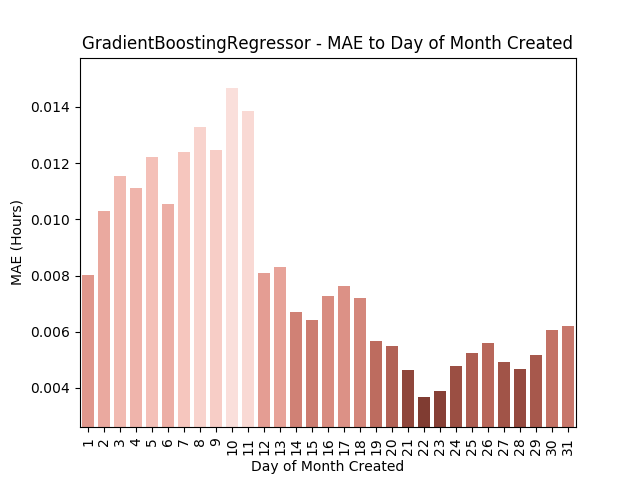 GradientBoostingRegressor - MAE to Day of Month Created
MAE (Hours)
0.014
0.012
0.010
0.008
0.006
0.004
1 2 3 4 5 6 7 8 9 10 11 12 13 14 15 16 17 18 19 20 21 22 23 24 25 26 27 28 29 30 31
Day of Month Created